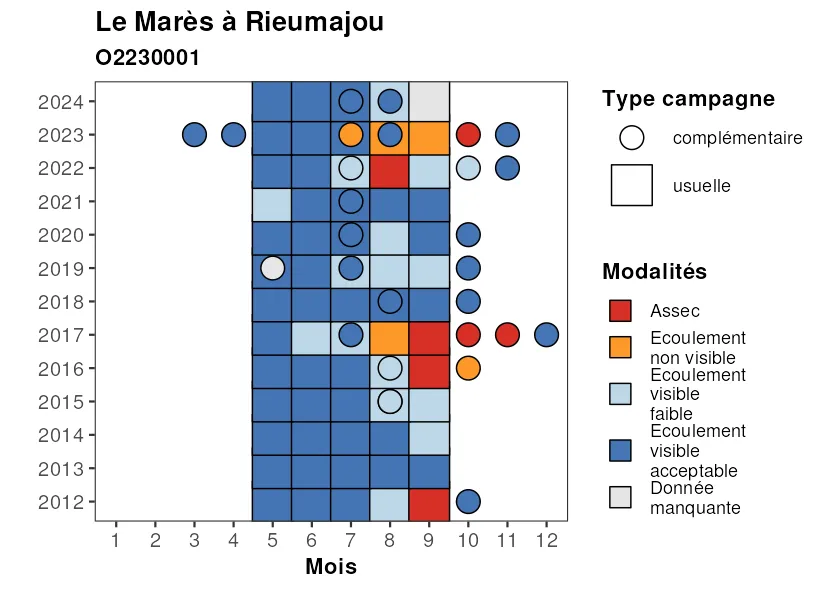 Le Marès à Rieumajou
O2230001
2024
2023
2022
2021
2020
2019
2018
2017
2016
2015
2014
2013
2012
1 2 3 4 5 6 7 8 9 10 11 12
Mois
Type campagne
complémentaire
usuelle
Modalités
Assec
Ecoulement
non visible
Ecoulement
visible
faible
Ecoulement
visible
acceptable
Donnée
manquante